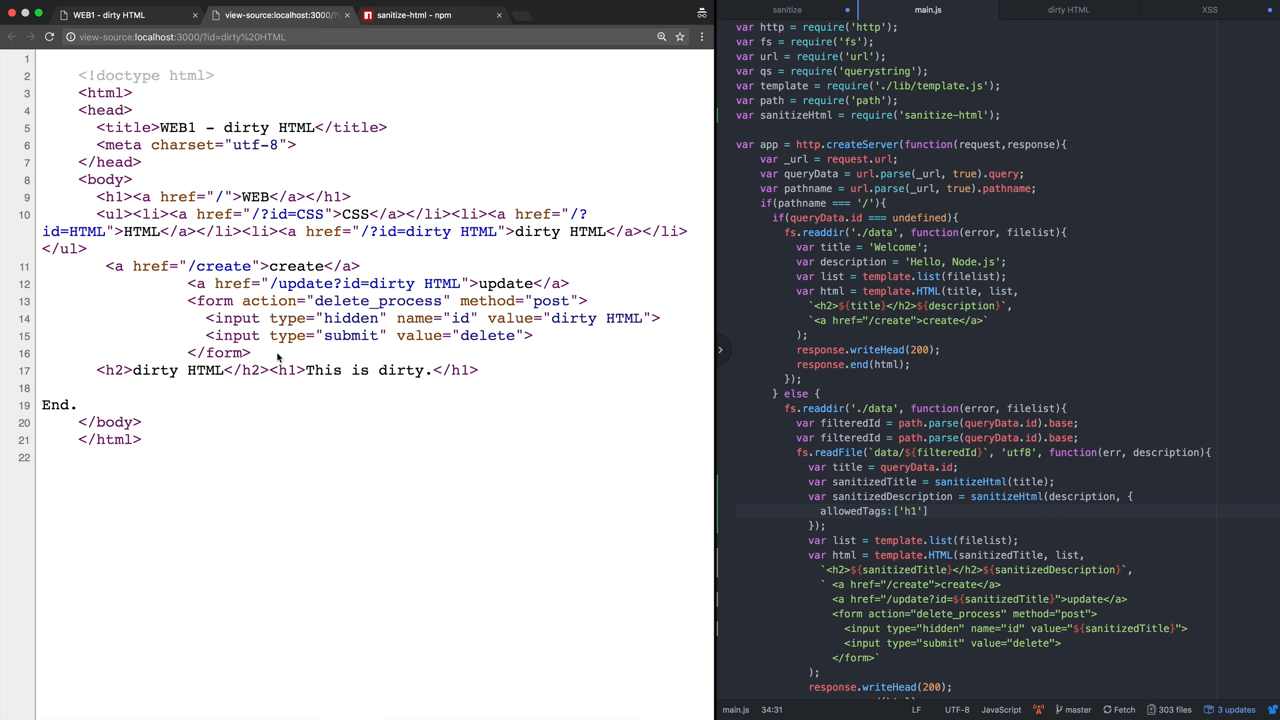 WEB1 - dirty HTML
view-source:localhost:3000/?
sanitize-html - npm
view-source:localhost:3000/?id=dirty%20HTML
1
2 <!doctype html>
3 <html>
4 <head>
5 <title>WEB1 - dirty HTML</title>
6 <meta charset="utf-8">
7 </head>
8 <body>
9 <h1><a href="/">WEB</a></h1>
10 <ul><li><a href="/?id=CSS">CSS</a></li><li><a href="/?
id=HTML">HTML</a></li><li><a href="/?id=dirty HTML">dirty HTML</a></li>
</ul>
11 <a href="/create">create</a>
12 <a href="/update?id=dirty HTML">update</a>
13 <form action="delete_process" method="post">
14 <input type="hidden" name="id" value="dirty HTML">
15 <input type="submit" value="delete">
16 </form>
17 <h2>dirty HTML</h2><h1>This is dirty.</h1>
18
19 End.
20 </body>
21 </html>
22
sanitize main.js dirty HTML XSS
var http = require('http');
var fs = require('fs');
var url = require('url');
var qs = require('querystring');
var template = require('./lib/template.js');
var path = require('path');
var sanitizeHtml = require('sanitize-html');
var app = http.createServer(function(request,response){
var _url = request.url;
var queryData = url.parse(_url, true).query;
var pathname = url.parse(_url, true).pathname;
if(pathname === '/'){
if(queryData.id === undefined){
fs.readdir('./data', function(error, filelist){
var title = 'Welcome';
var description = 'Hello, Node.js';
var list = template.list(filelist);
var html = template.HTML(title, list,
`<h2>${title}</h2>${description}`,
`<a href="/create">create</a>`
);
response.writeHead(200);
response.end(html);
});
} else {
fs.readdir('./data', function(error, filelist){
var filteredId = path.parse(queryData.id).base;
var filteredId = path.parse(queryData.id).base;
fs.readFile(`data/${filteredId}`, 'utf8', function(err, description){
var title = queryData.id;
var sanitizedTitle = sanitizeHtml(title);
var sanitizedDescription = sanitizeHtml(description, {
allowedTags:['h1']
});
var list = template.list(filelist);
var html = template.HTML(sanitizedTitle, list,
`<h2>${sanitizedTitle}</h2>${sanitizedDescription}`,
` <a href="/create">create</a>
<a href="/update?id=${sanitizedTitle}">update</a>
<form action="delete_process" method="post">
<input type="hidden" name="id" value="${sanitizedTitle}">
<input type="submit" value="delete">
</form>`
);
response.writeHead(200);
main.js 34:31 LF UTF-8 JavaScript master Fetch 303 files 3 updates